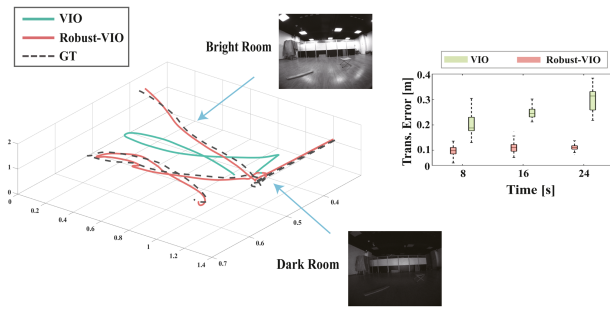 VIO
Robust-VIO
GT
Bright Room
2
1
0
0
0.2
0.4
0.6
0.8
1
1.2
1.4
0.7
0.6
0.5
0.4
Dark Room
VIO
Robust-VIO
Trans. Error [m]
0.4
0.3
0.2
0.1
0
8
16
24
Time [s]